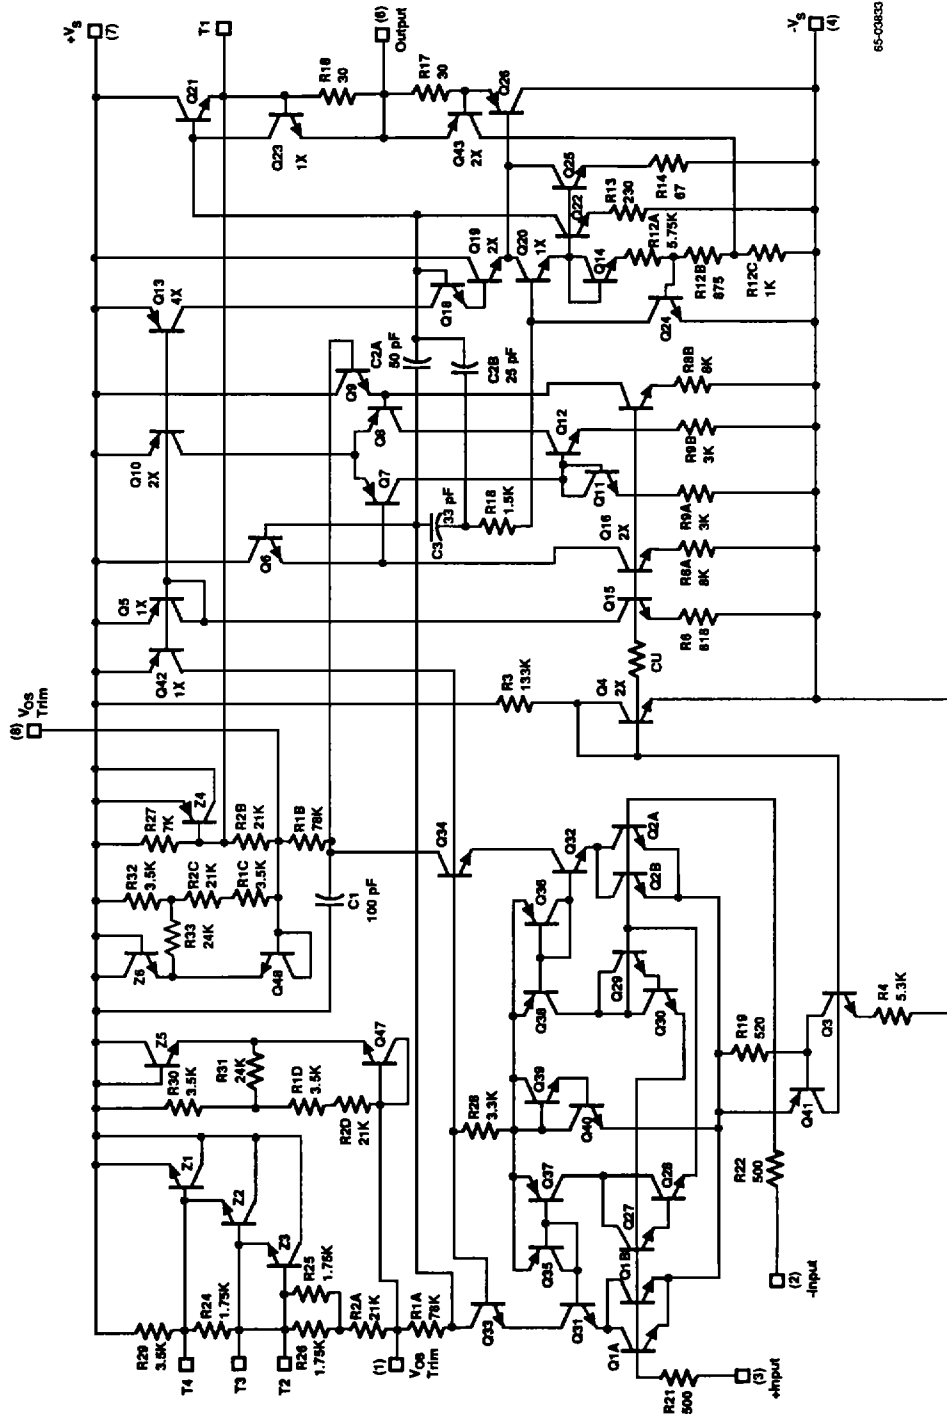 +VS
(7)
T1
(6)
Output
-VS
(4)
65-03833
Q21
R18
30
R17
30
Q26
Q23
1X
Q43
2X
Q25
R14
67
Q22
R13
230
Q19
2X
Q20
1X
Q14
R12A
5.75K
R12B
875
R12C
1K
Q13
4X
Q18
Q24
C2A
50 pF
C2B
25 pF
Q9
R8B
8K
Q10
2X
Q8
Q12
R9B
3K
Q7
Q11
R9A
3K
33 pF
C3
R18
1.5K
Q6
Q16
2X
R8A
8K
Q5
1X
Q15
R6
618
Q42
1X
CU
R3
133K
Q4
2X
(8)
VOS
Trim
Z4
R27
7K
R2B
21K
R1B
78K
Q34
Q32
Q2A
Q2B
R32
3.5K
R2C
21K
R1C
3.5K
C1
100 pF
R33
24K
Z6
Q48
Q36
Q38
Q29
Q30
Q3
R4
5.3K
R19
520
Q41
Z5
Q47
R31
24K
R30
3.5K
R1D
3.5K
R2D
21K
Q39
Q40
R28
3.3K
R22
500
Z1
Z2
Z3
Q37
Q35
Q28
Q27
Q1B
(2)
-Input
R29
3.5K
R24
1.75K
R25
1.75K
R26
1.75K
R2A
21K
R1A
78K
Q33
Q31
Q1A
T4
T3
T2
(1)
VOS
Trim
R21
500
(3)
+Input